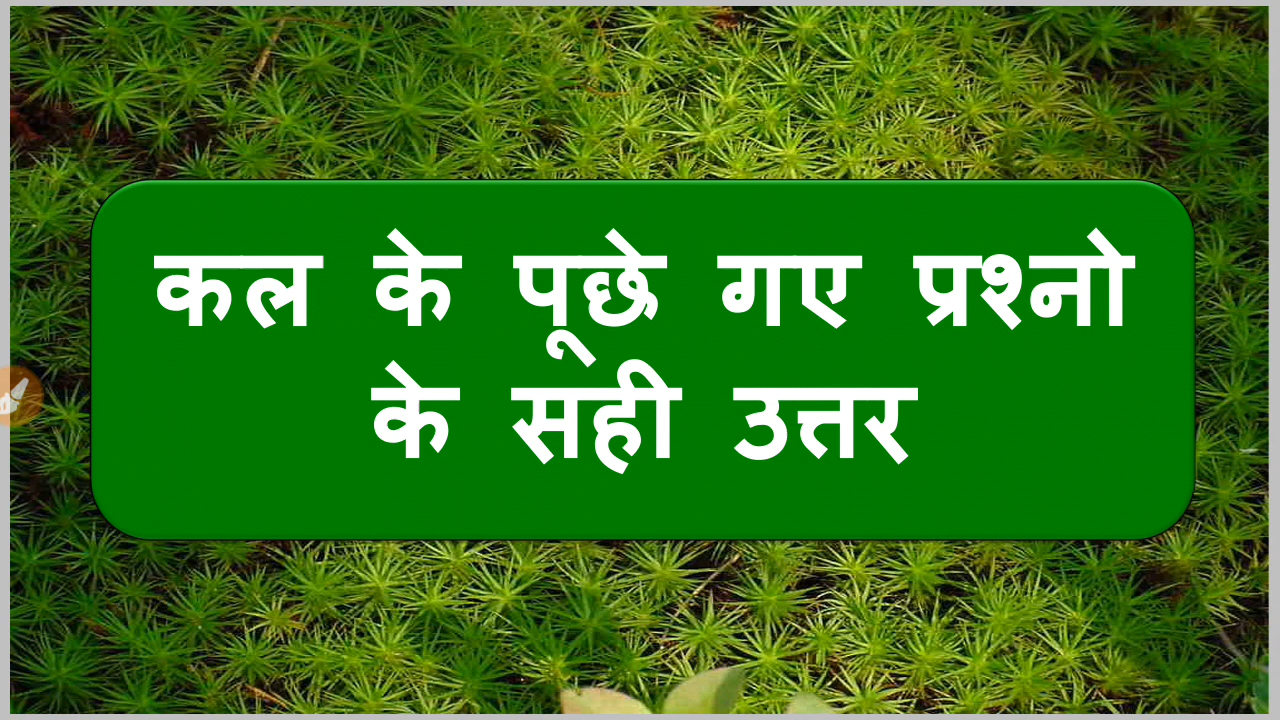 कल के पूछे गए प्रश्नो
के सही उत्तर